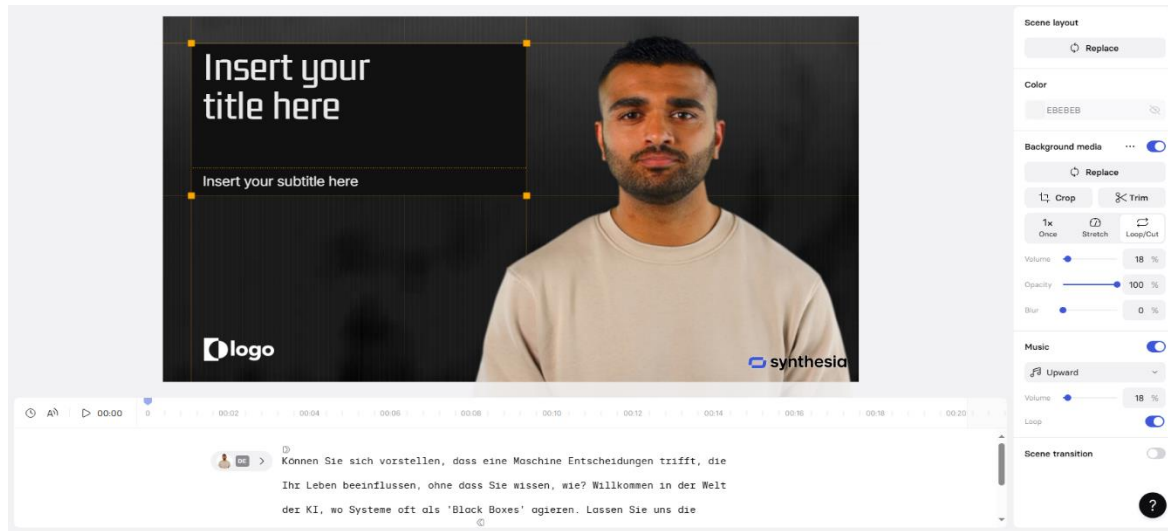 Insert your
title here
Insert your subtitle here
logo
synthesia
Scene layout
Replace
Color
EBEBEB
Background media
Replace
Crop
Trim
1x
Once
Stretch
Loop/Cut
Volume 18 %
Opacity 100 %
Blur 0 %
Music
Upward
Volume 18 %
Loop
Scene transition
?
00:00
0 00:02 00:04 00:06 00:08 00:10 00:12 00:14 00:16 00:18 00:20
DE
Können Sie sich vorstellen, dass eine Maschine Entscheidungen trifft, die
Ihr Leben beeinflussen, ohne dass Sie wissen, wie? Willkommen in der Welt
der KI, wo Systeme oft als 'Black Boxes' agieren. Lassen Sie uns die